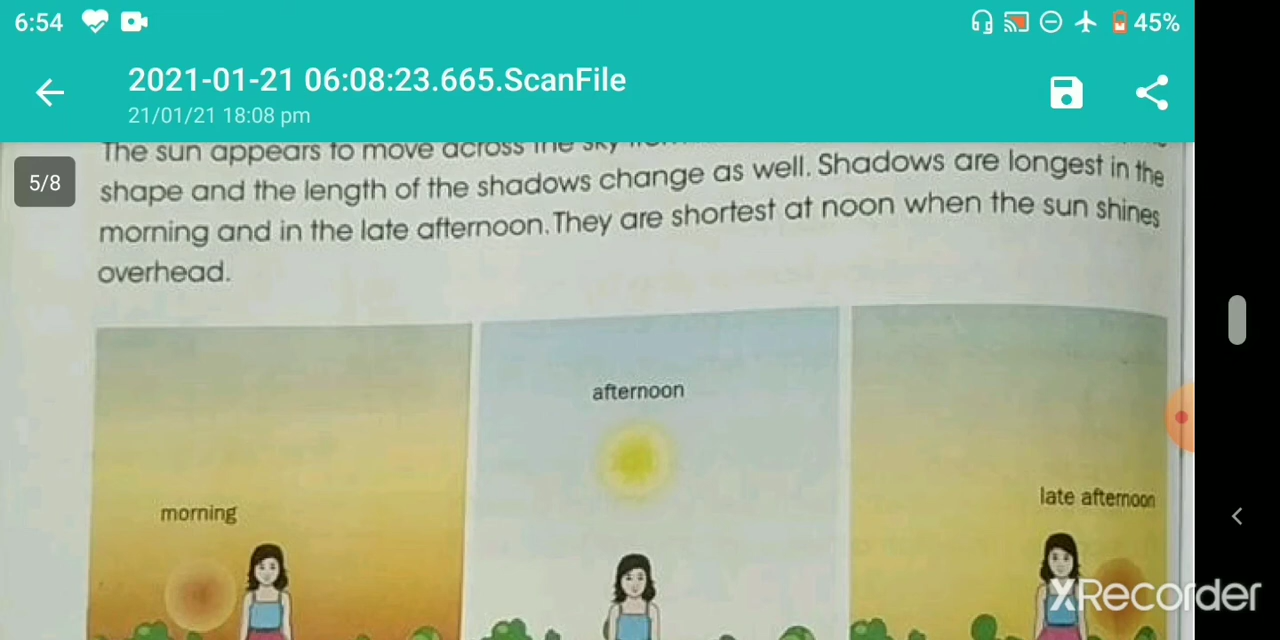 6:54
45%
2021-01-21 06:08:23.665.ScanFile
21/01/21 18:08 pm
5/8
The sun appears to move across the sky
shape and the length of the shadows change as well. Shadows are longest in the
morning and in the late afternoon. They are shortest at noon when the sun shines
overhead.
afternoon
morning
late afternoon
XRecorder